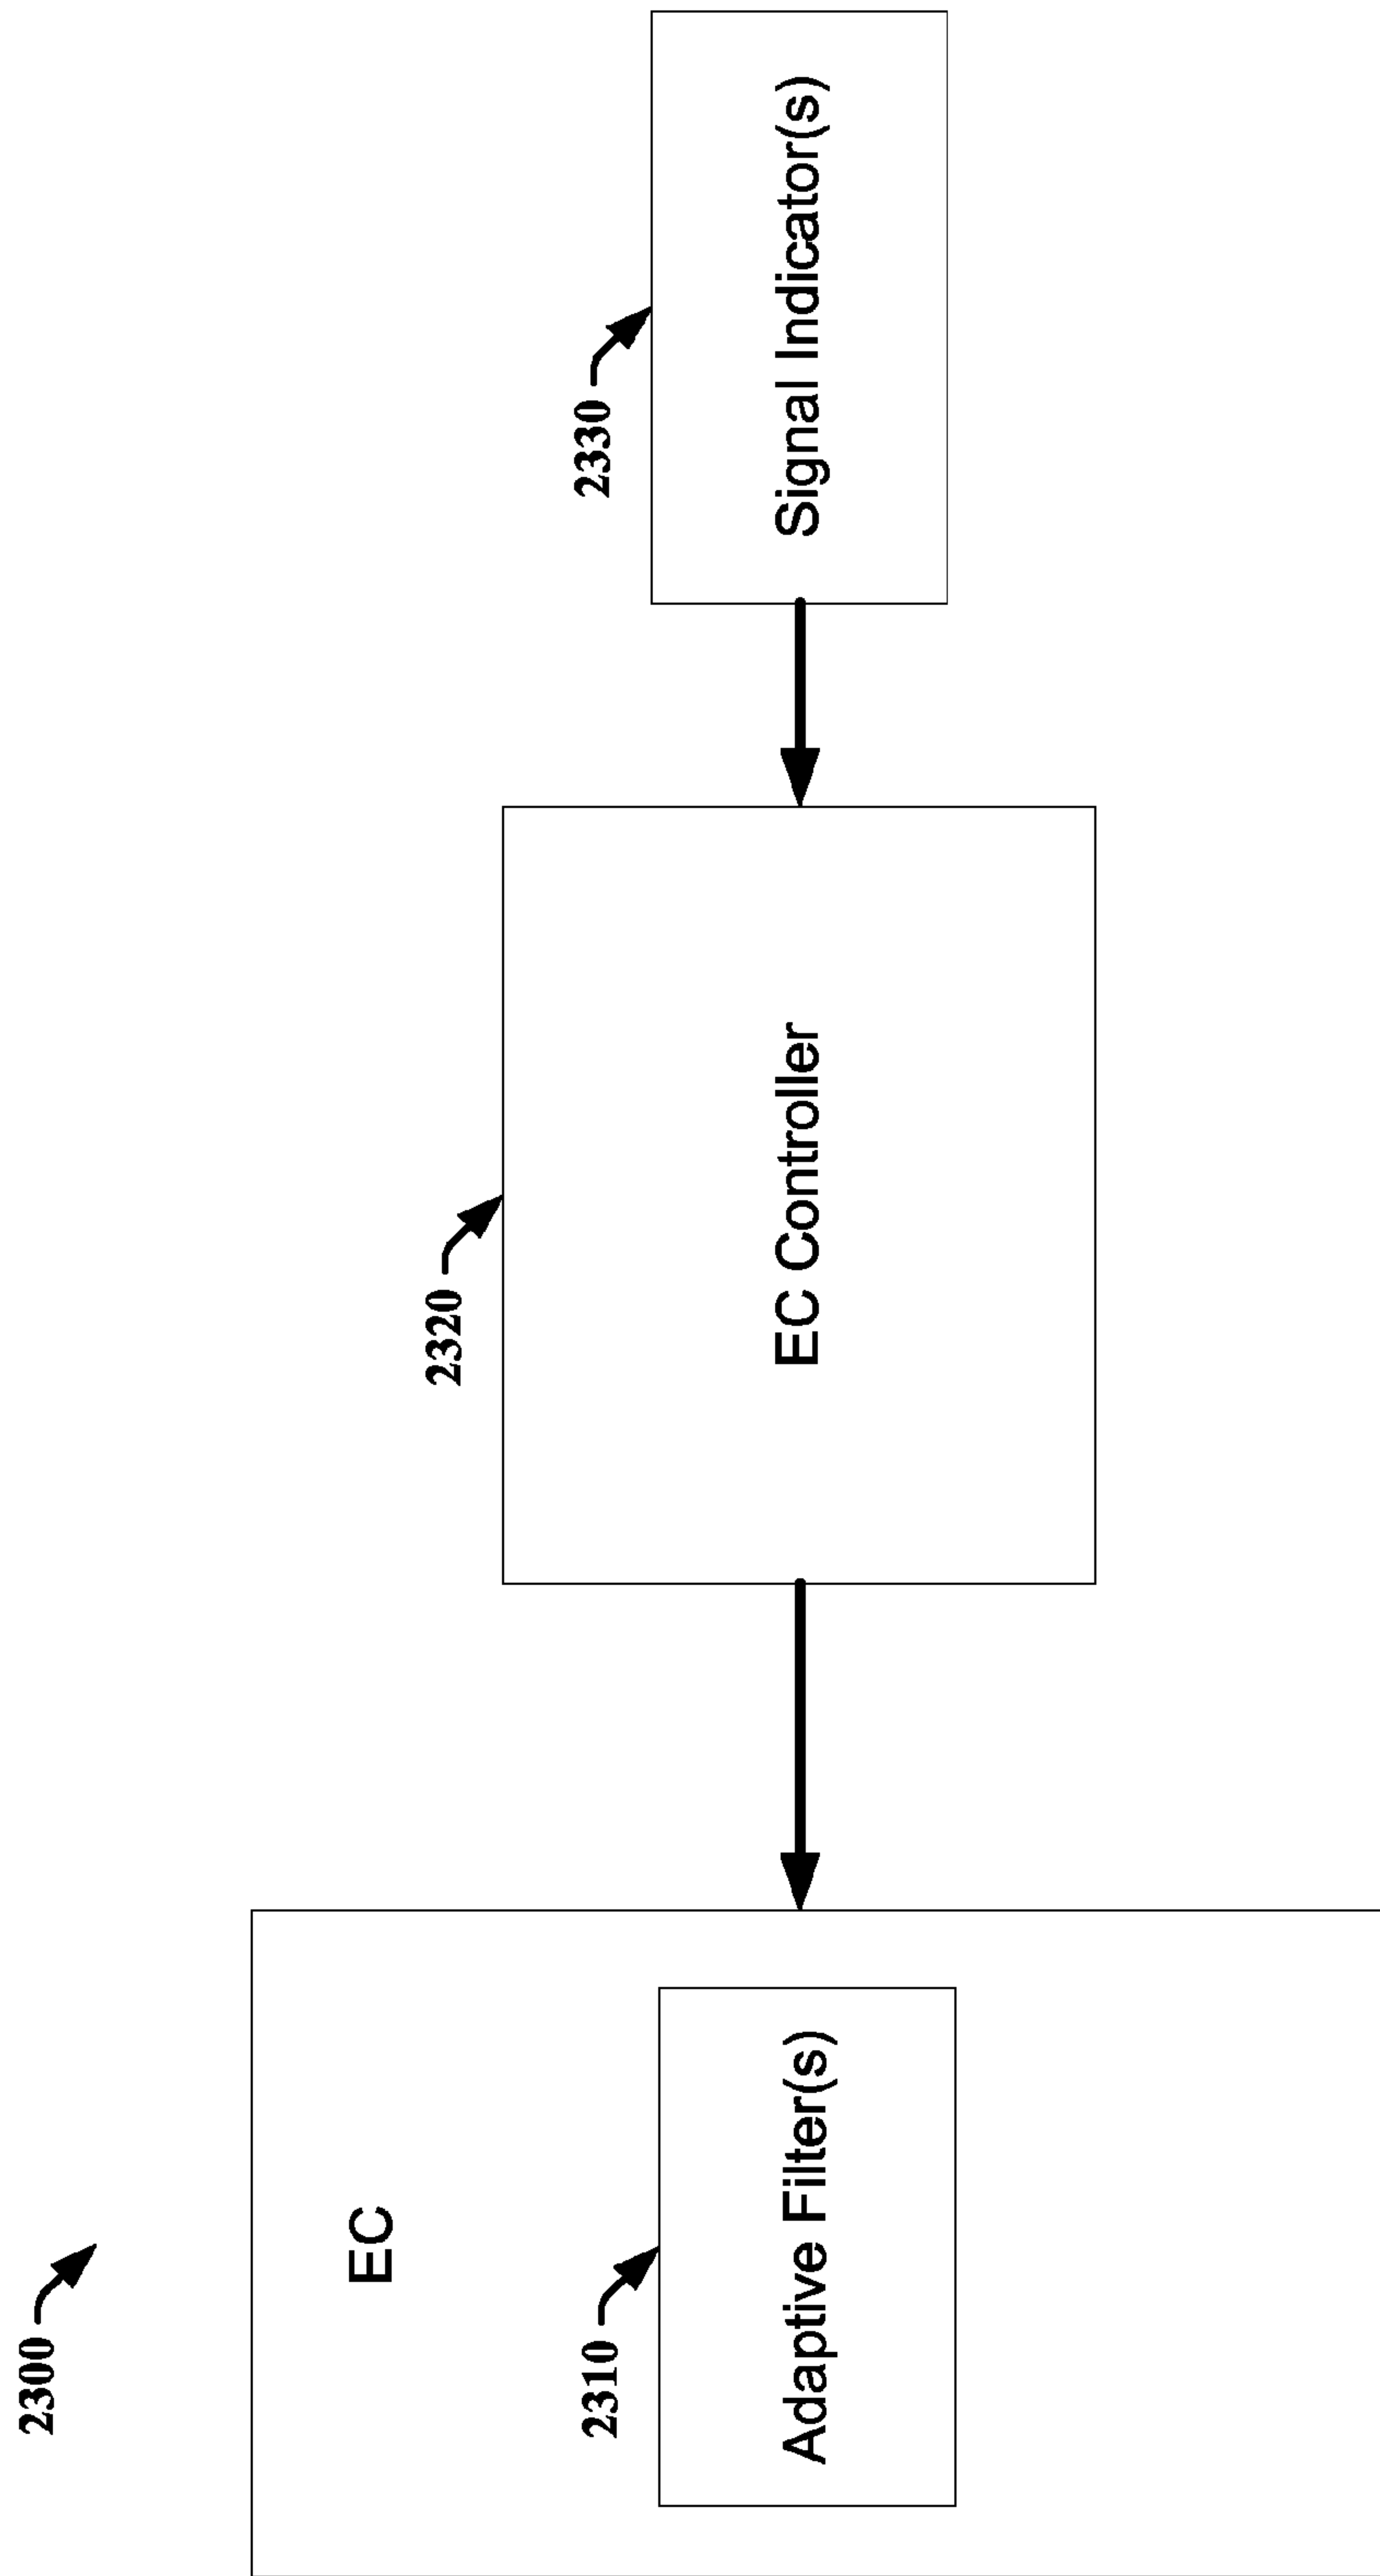 2300
EC
2310
Adaptive Filter(s)
2320
EC Controller
2330
Signal Indicator(s)